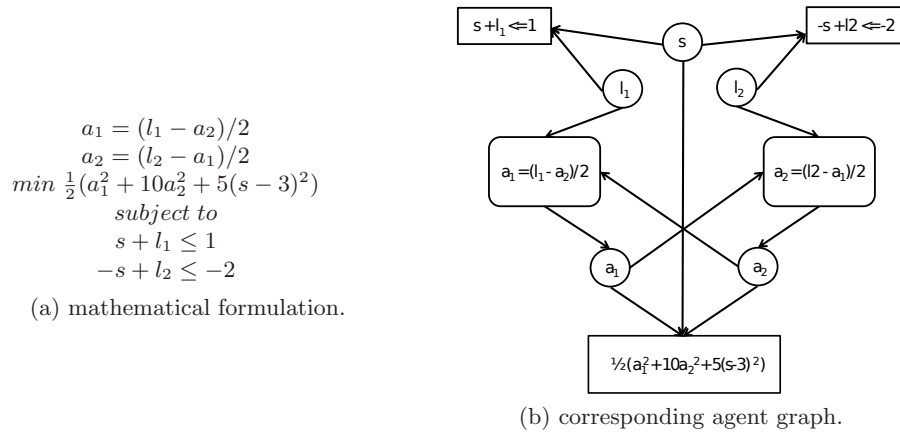 a₁ = (l₁ − a₂)/2
a₂ = (l₂ − a₁)/2
min ½(a₁² + 10a₂² + 5(s − 3)²)
subject to
s + l₁ ≤ 1
−s + l₂ ≤ −2
(a) mathematical formulation.
s+l₁<=1
s
-s+l2<=-2
l₁
l₂
a₁=(l₁-a₂)/2
a₂=(l2-a₁)/2
a₁
a₂
½(a₁²+10a₂²+5(s-3)²)
(b) corresponding agent graph.